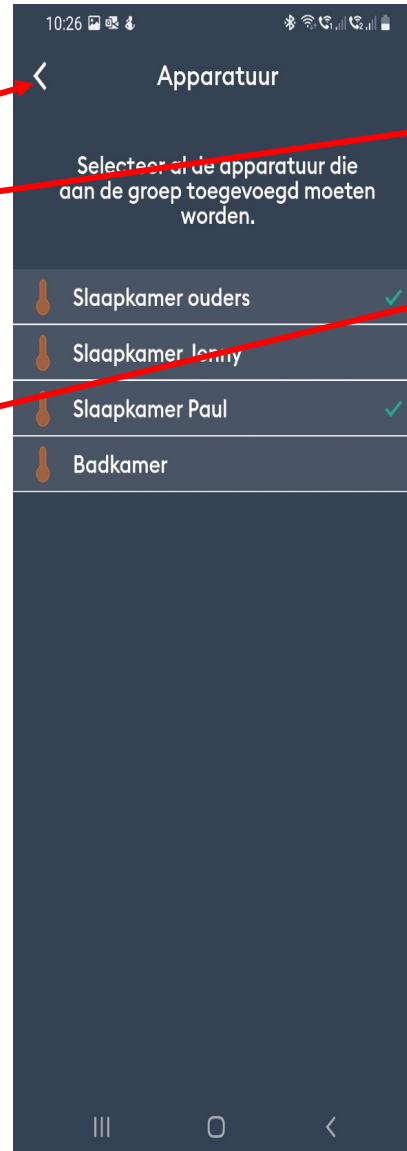 10:26
Apparatuur
Selecteer al de apparatuur die
aan de groep toegevoegd moeten
worden.
Slaapkamer ouders
Slaapkamer Jenny
Slaapkamer Paul
Badkamer